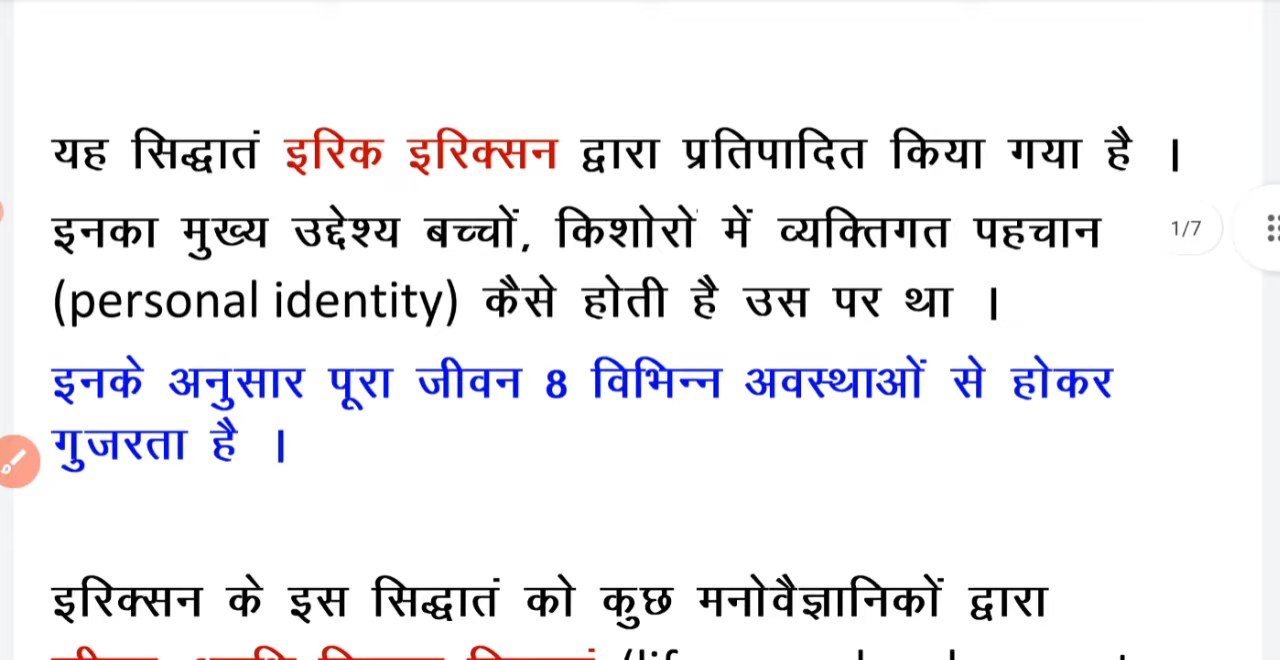 यह सिद्धातं इरिक इरिक्सन द्वारा प्रतिपादित किया गया है ।
इनका मुख्य उद्देश्य बच्चों, किशोरों में व्यक्तिगत पहचान
1/7
(personal identity) कैसे होती है उस पर था ।
इनके अनुसार पूरा जीवन 8 विभिन्न अवस्थाओं से होकर
गुजरता है ।
इरिक्सन के इस सिद्धातं को कुछ मनोवैज्ञानिकों द्वारा